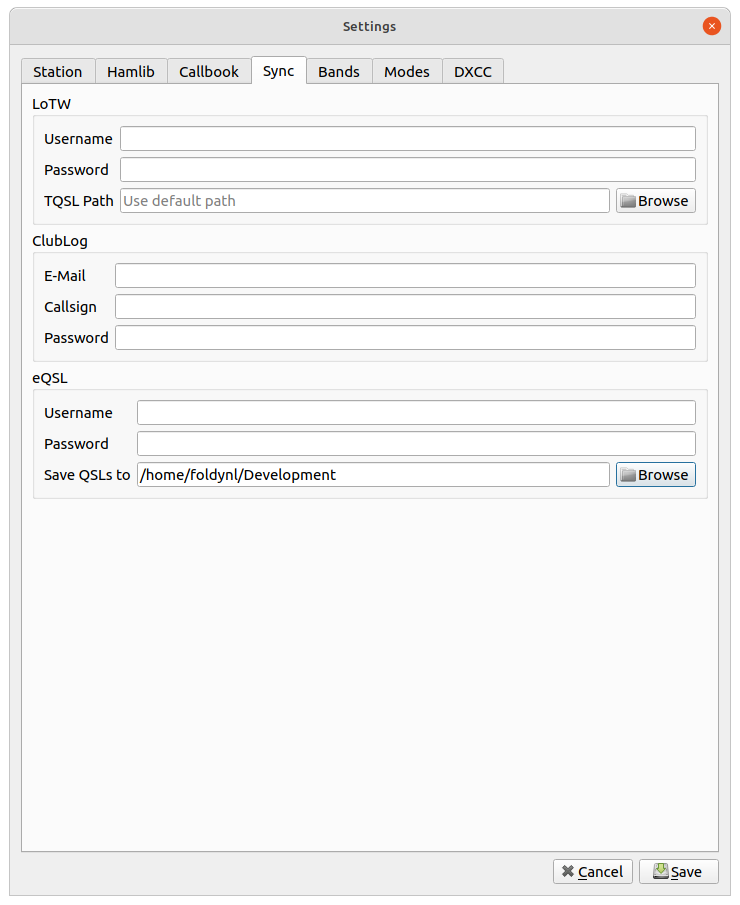 Settings
Station Hamlib Callbook Sync Bands Modes DXCC
LoTW
Username
Password
TQSL Path Use default path Browse
ClubLog
E-Mail
Callsign
Password
eQSL
Username
Password
Save QSLs to /home/foldynl/Development Browse
Cancel Save